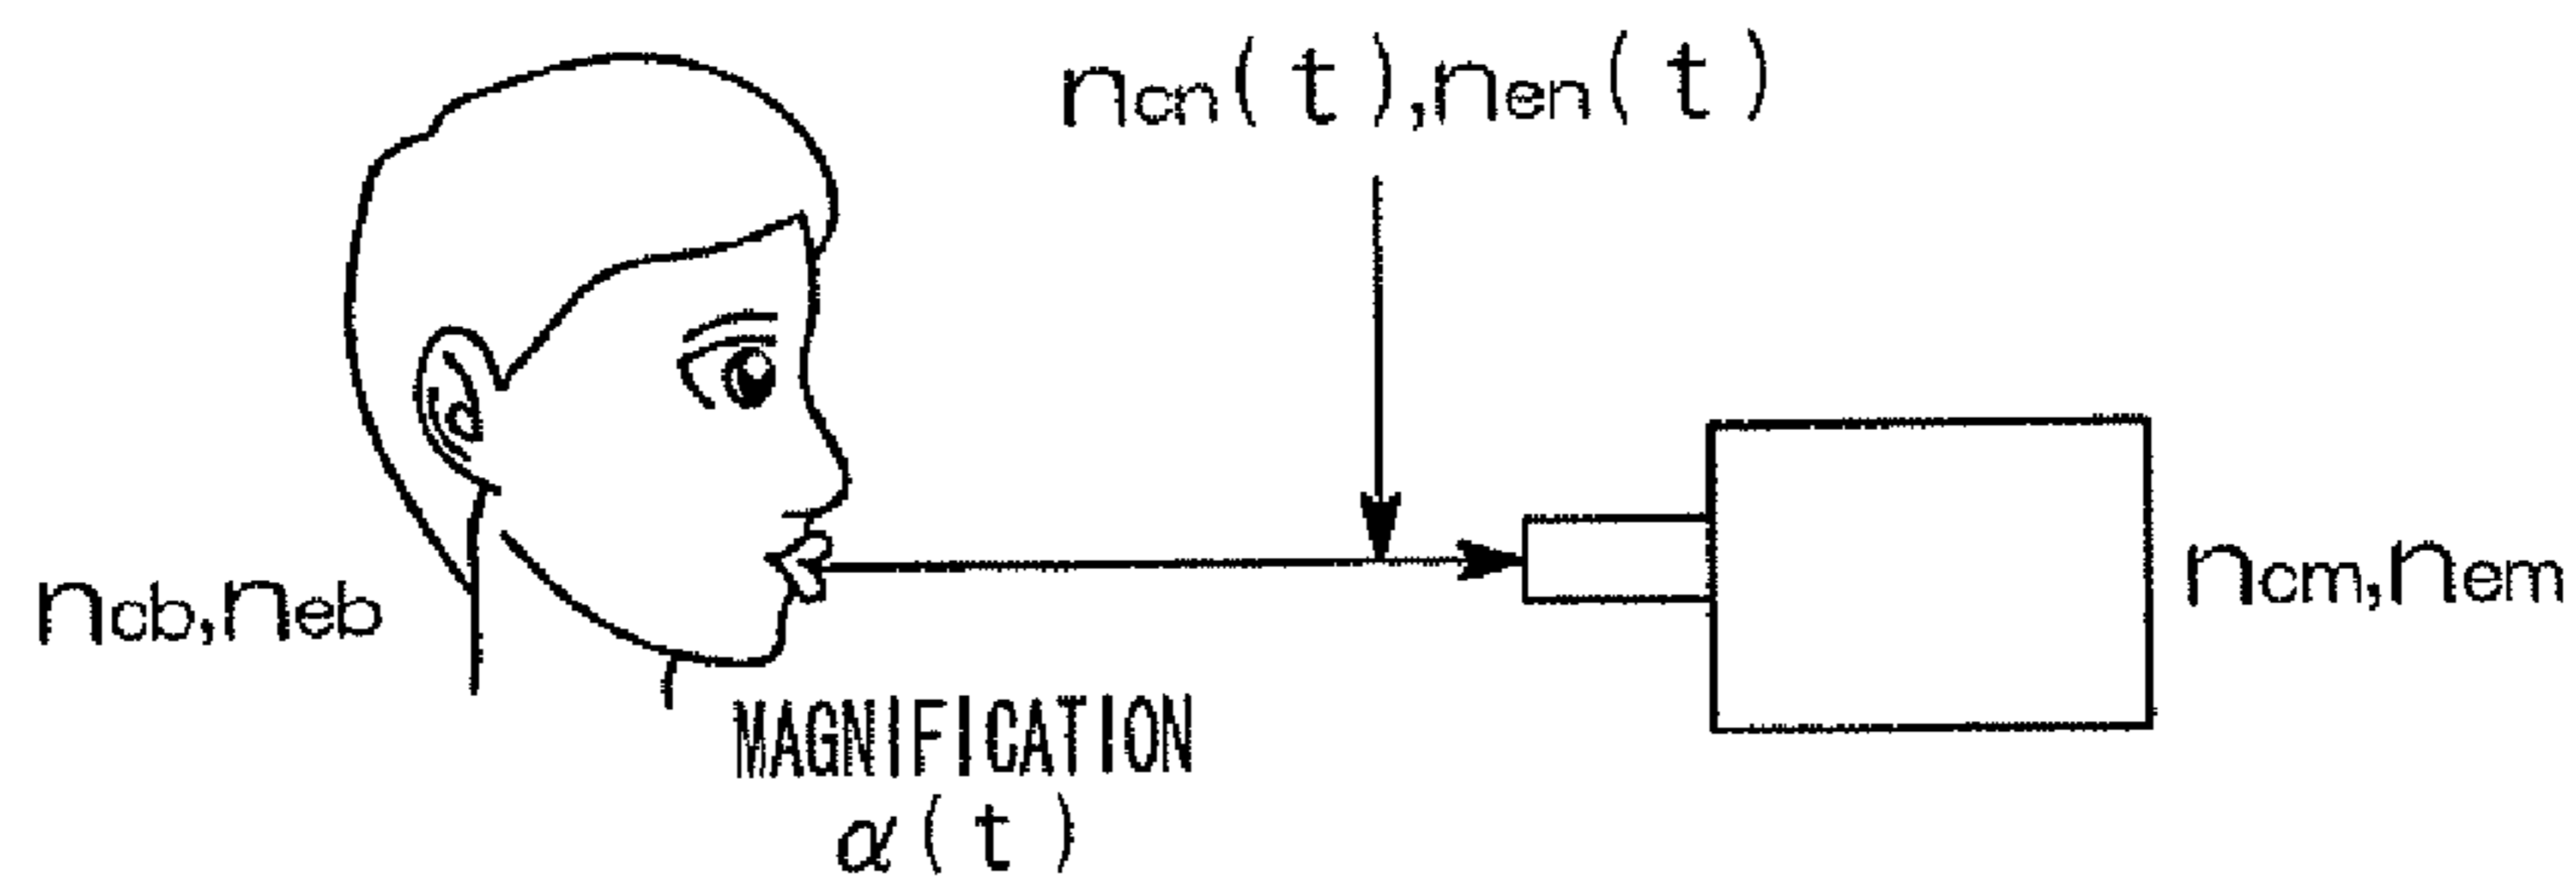 ncn(t),nen(t)
ncb,neb
ncm,nem
MAGNIFICATION
α(t)